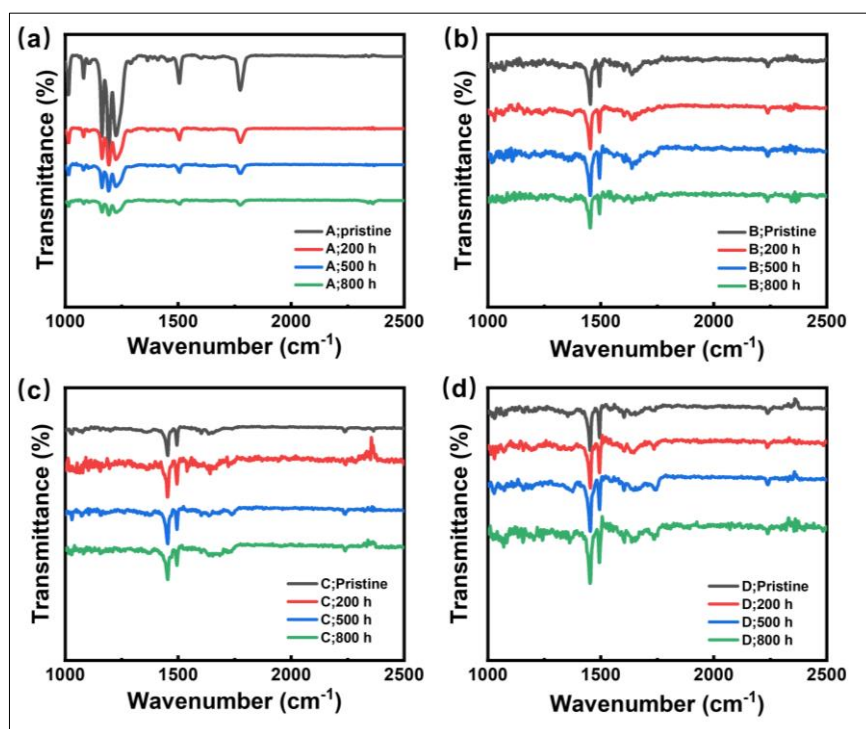 (a)
Transmittance (%)
A;pristine
A;200 h
A;500 h
A;800 h
1000 1500 2000 2500
Wavenumber (cm-1)
(b)
Transmittance (%)
B;Pristine
B;200 h
B;500 h
B;800 h
1000 1500 2000 2500
Wavenumber (cm-1)
(c)
Transmittance (%)
C;Pristine
C;200 h
C;500 h
C;800 h
1000 1500 2000 2500
Wavenumber (cm-1)
(d)
Transmittance (%)
D;Pristine
D;200 h
D;500 h
D;800 h
1000 1500 2000 2500
Wavenumber (cm-1)